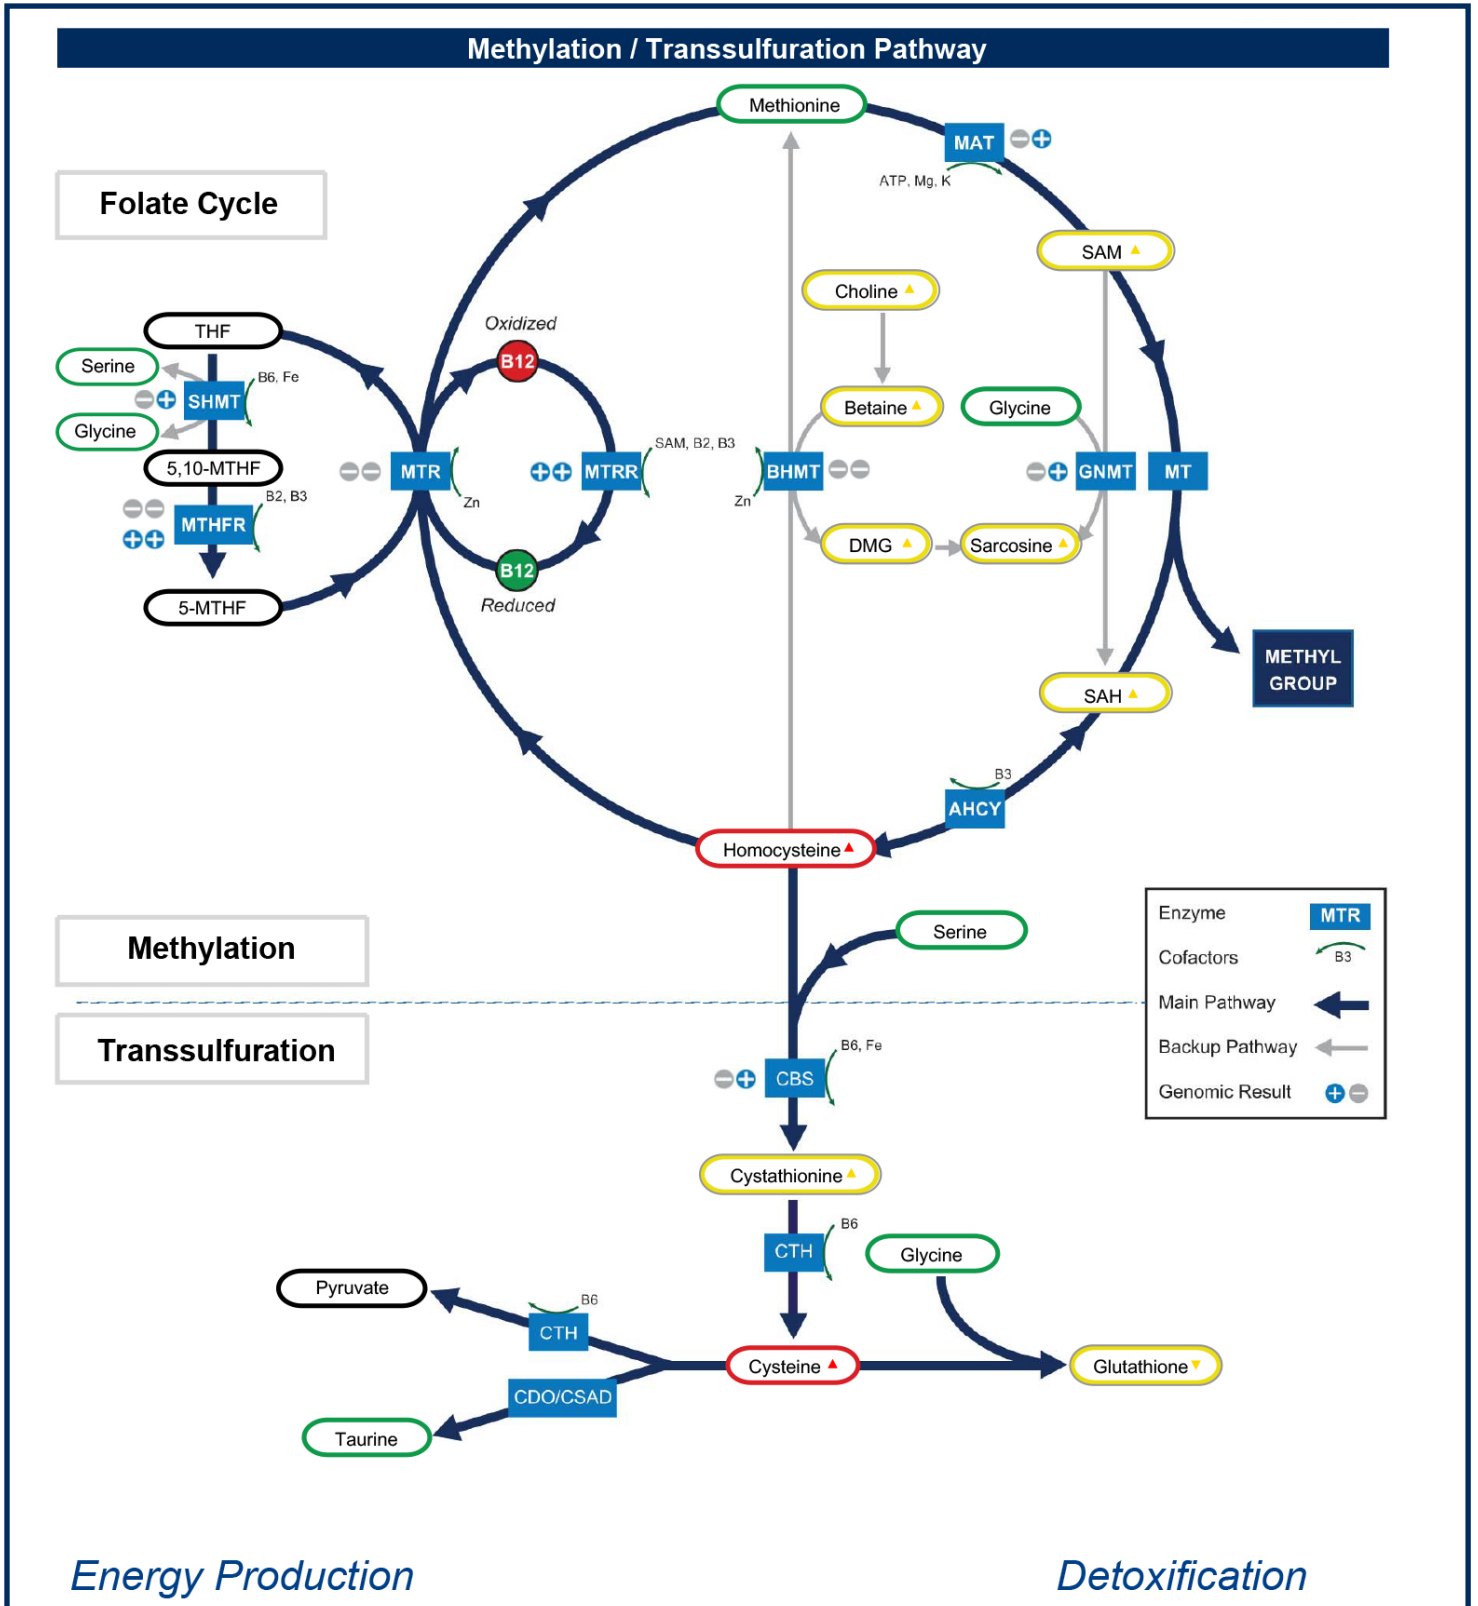 Methylation / Transsulfuration Pathway
Methionine
MAT
ATP, Mg, K
Folate Cycle
SAM
Choline
THF
Oxidized
B12
Serine
B6, Fe
SHMT
Betaine
Glycine
Glycine
5,10-MTHF
SAM, B2, B3
MTR
MTRR
BHMT
GNMT
MT
Zn
Zn
B2, B3
MTHFR
DMG
Sarcosine
B12
5-MTHF
Reduced
METHYL
GROUP
SAH
B3
AHCY
Homocysteine
Enzyme
MTR
Serine
Methylation
Cofactors
B3
Main Pathway
Transsulfuration
B6, Fe
Backup Pathway
CBS
Genomic Result
Cystathionine
B6
CTH
Glycine
Pyruvate
B6
CTH
Cysteine
Glutathione
CDO/CSAD
Taurine
Energy Production
Detoxification